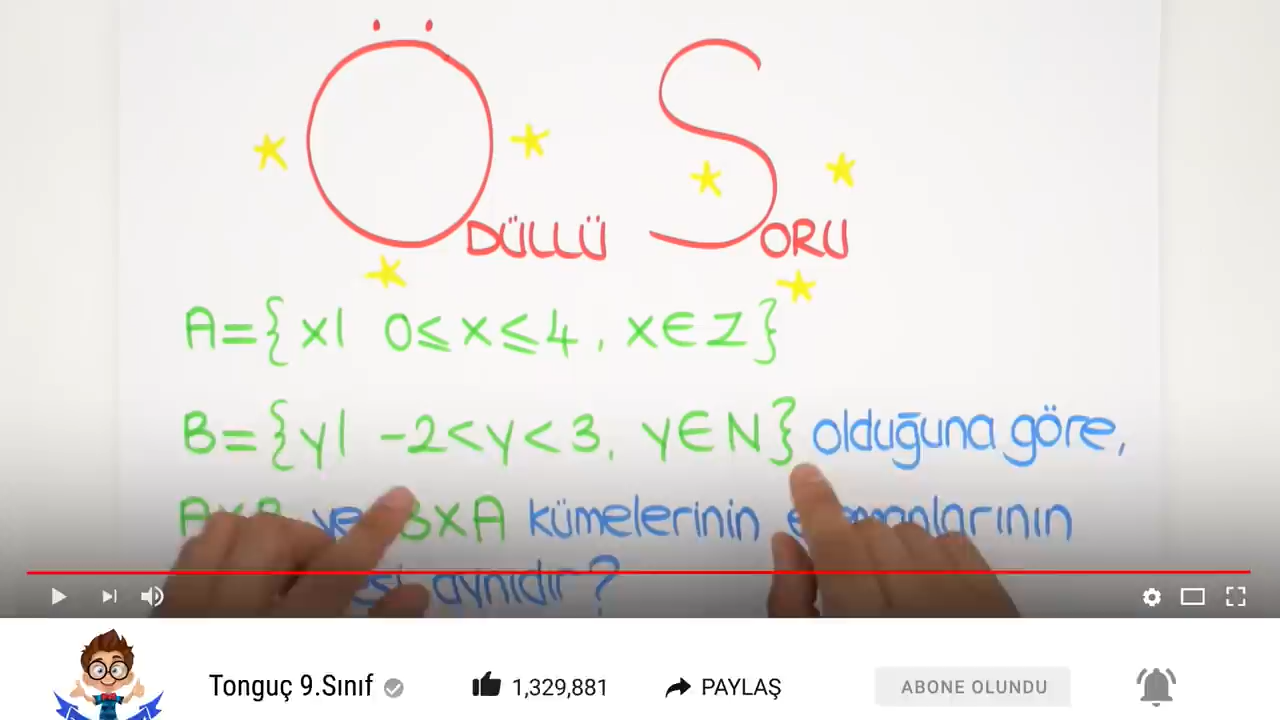 ÖDÜLLÜ SORU
A={x| 0≤x≤4, x∈Z}
B={y| -2<y<3, y∈N} olduğuna göre,
BXA kümelerinin
aynıdır?
Tonguç 9.Sınıf 1,329,881 PAYLAŞ ABONE OLUNDU